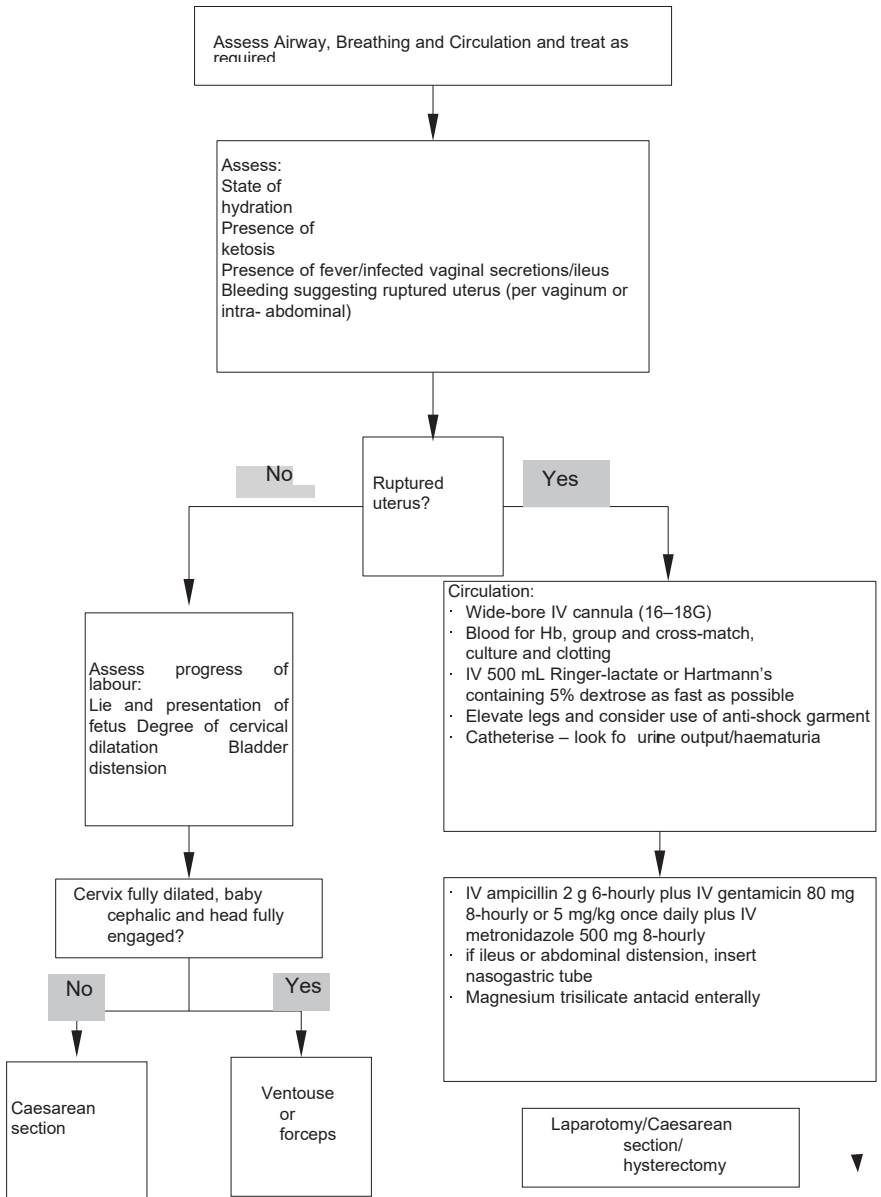 Assess Airway, Breathing and Circulation and treat as
required
Assess:
State of
hydration
Presence of
ketosis
Presence of fever/infected vaginal secretions/ileus
Bleeding suggesting ruptured uterus (per vaginum or
intra- abdominal)
No
Ruptured
uterus?
Yes
Assess progress of
labour:
Lie and presentation of
fetus Degree of cervical
dilatation Bladder
distension
Circulation:
· Wide-bore IV cannula (16–18G)
· Blood for Hb, group and cross-match,
culture and clotting
· IV 500 mL Ringer-lactate or Hartmann's
containing 5% dextrose as fast as possible
· Elevate legs and consider use of anti-shock garment
· Catheterise – look fo urine output/haematuria
Cervix fully dilated, baby
cephalic and head fully
engaged?
No
Yes
Caesarean
section
Ventouse
or
forceps
· IV ampicillin 2 g 6-hourly plus IV gentamicin 80 mg
8-hourly or 5 mg/kg once daily plus IV
metronidazole 500 mg 8-hourly
· if ileus or abdominal distension, insert
nasogastric tube
· Magnesium trisilicate antacid enterally
Laparotomy/Caesarean
section/
hysterectomy